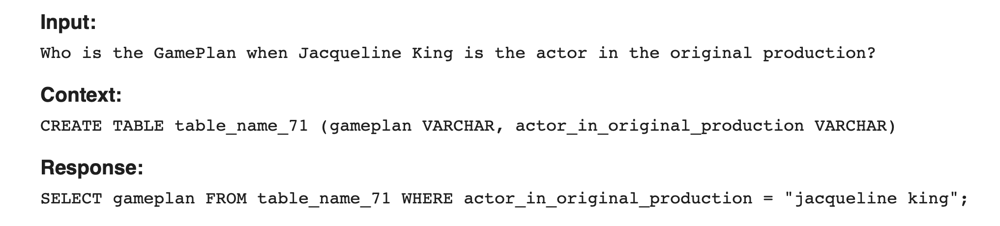 Input:
Who is the GamePlan when Jacqueline King is the actor in the original production?
Context:
CREATE TABLE table_name_71 (gameplan VARCHAR, actor_in_original_production VARCHAR)
Response:
SELECT gameplan FROM table_name_71 WHERE actor_in_original_production = "jacqueline king";